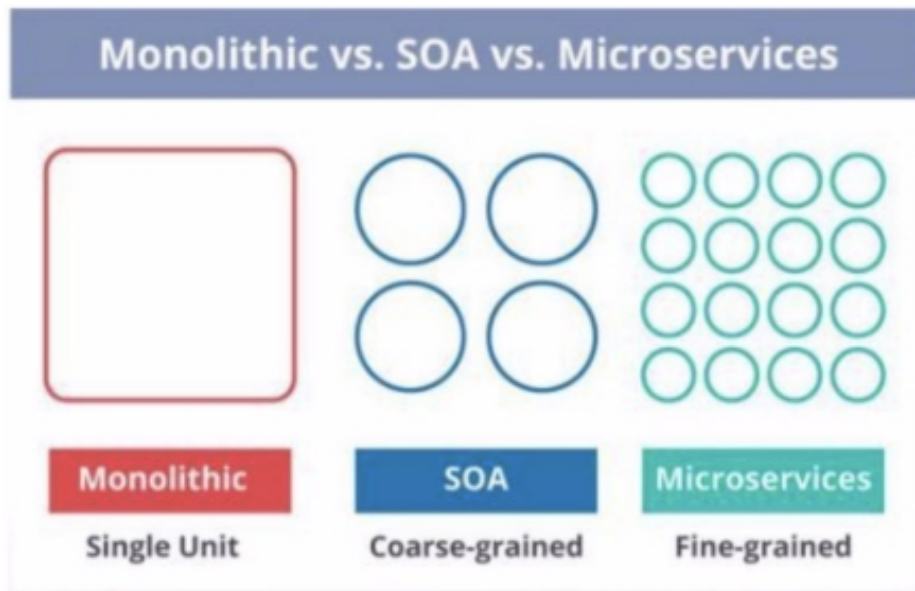 Monolithic vs. SOA vs. Microservices
Monolithic
SOA
Microservices
Single Unit
Coarse-grained
Fine-grained